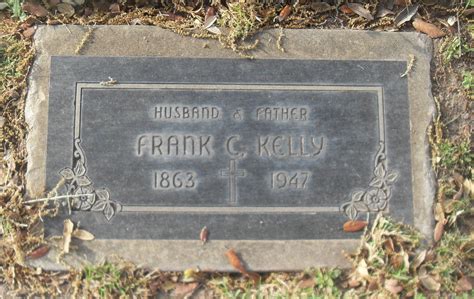 HUSBAND & FATHER
FRANK C. KELLY
1863 1947